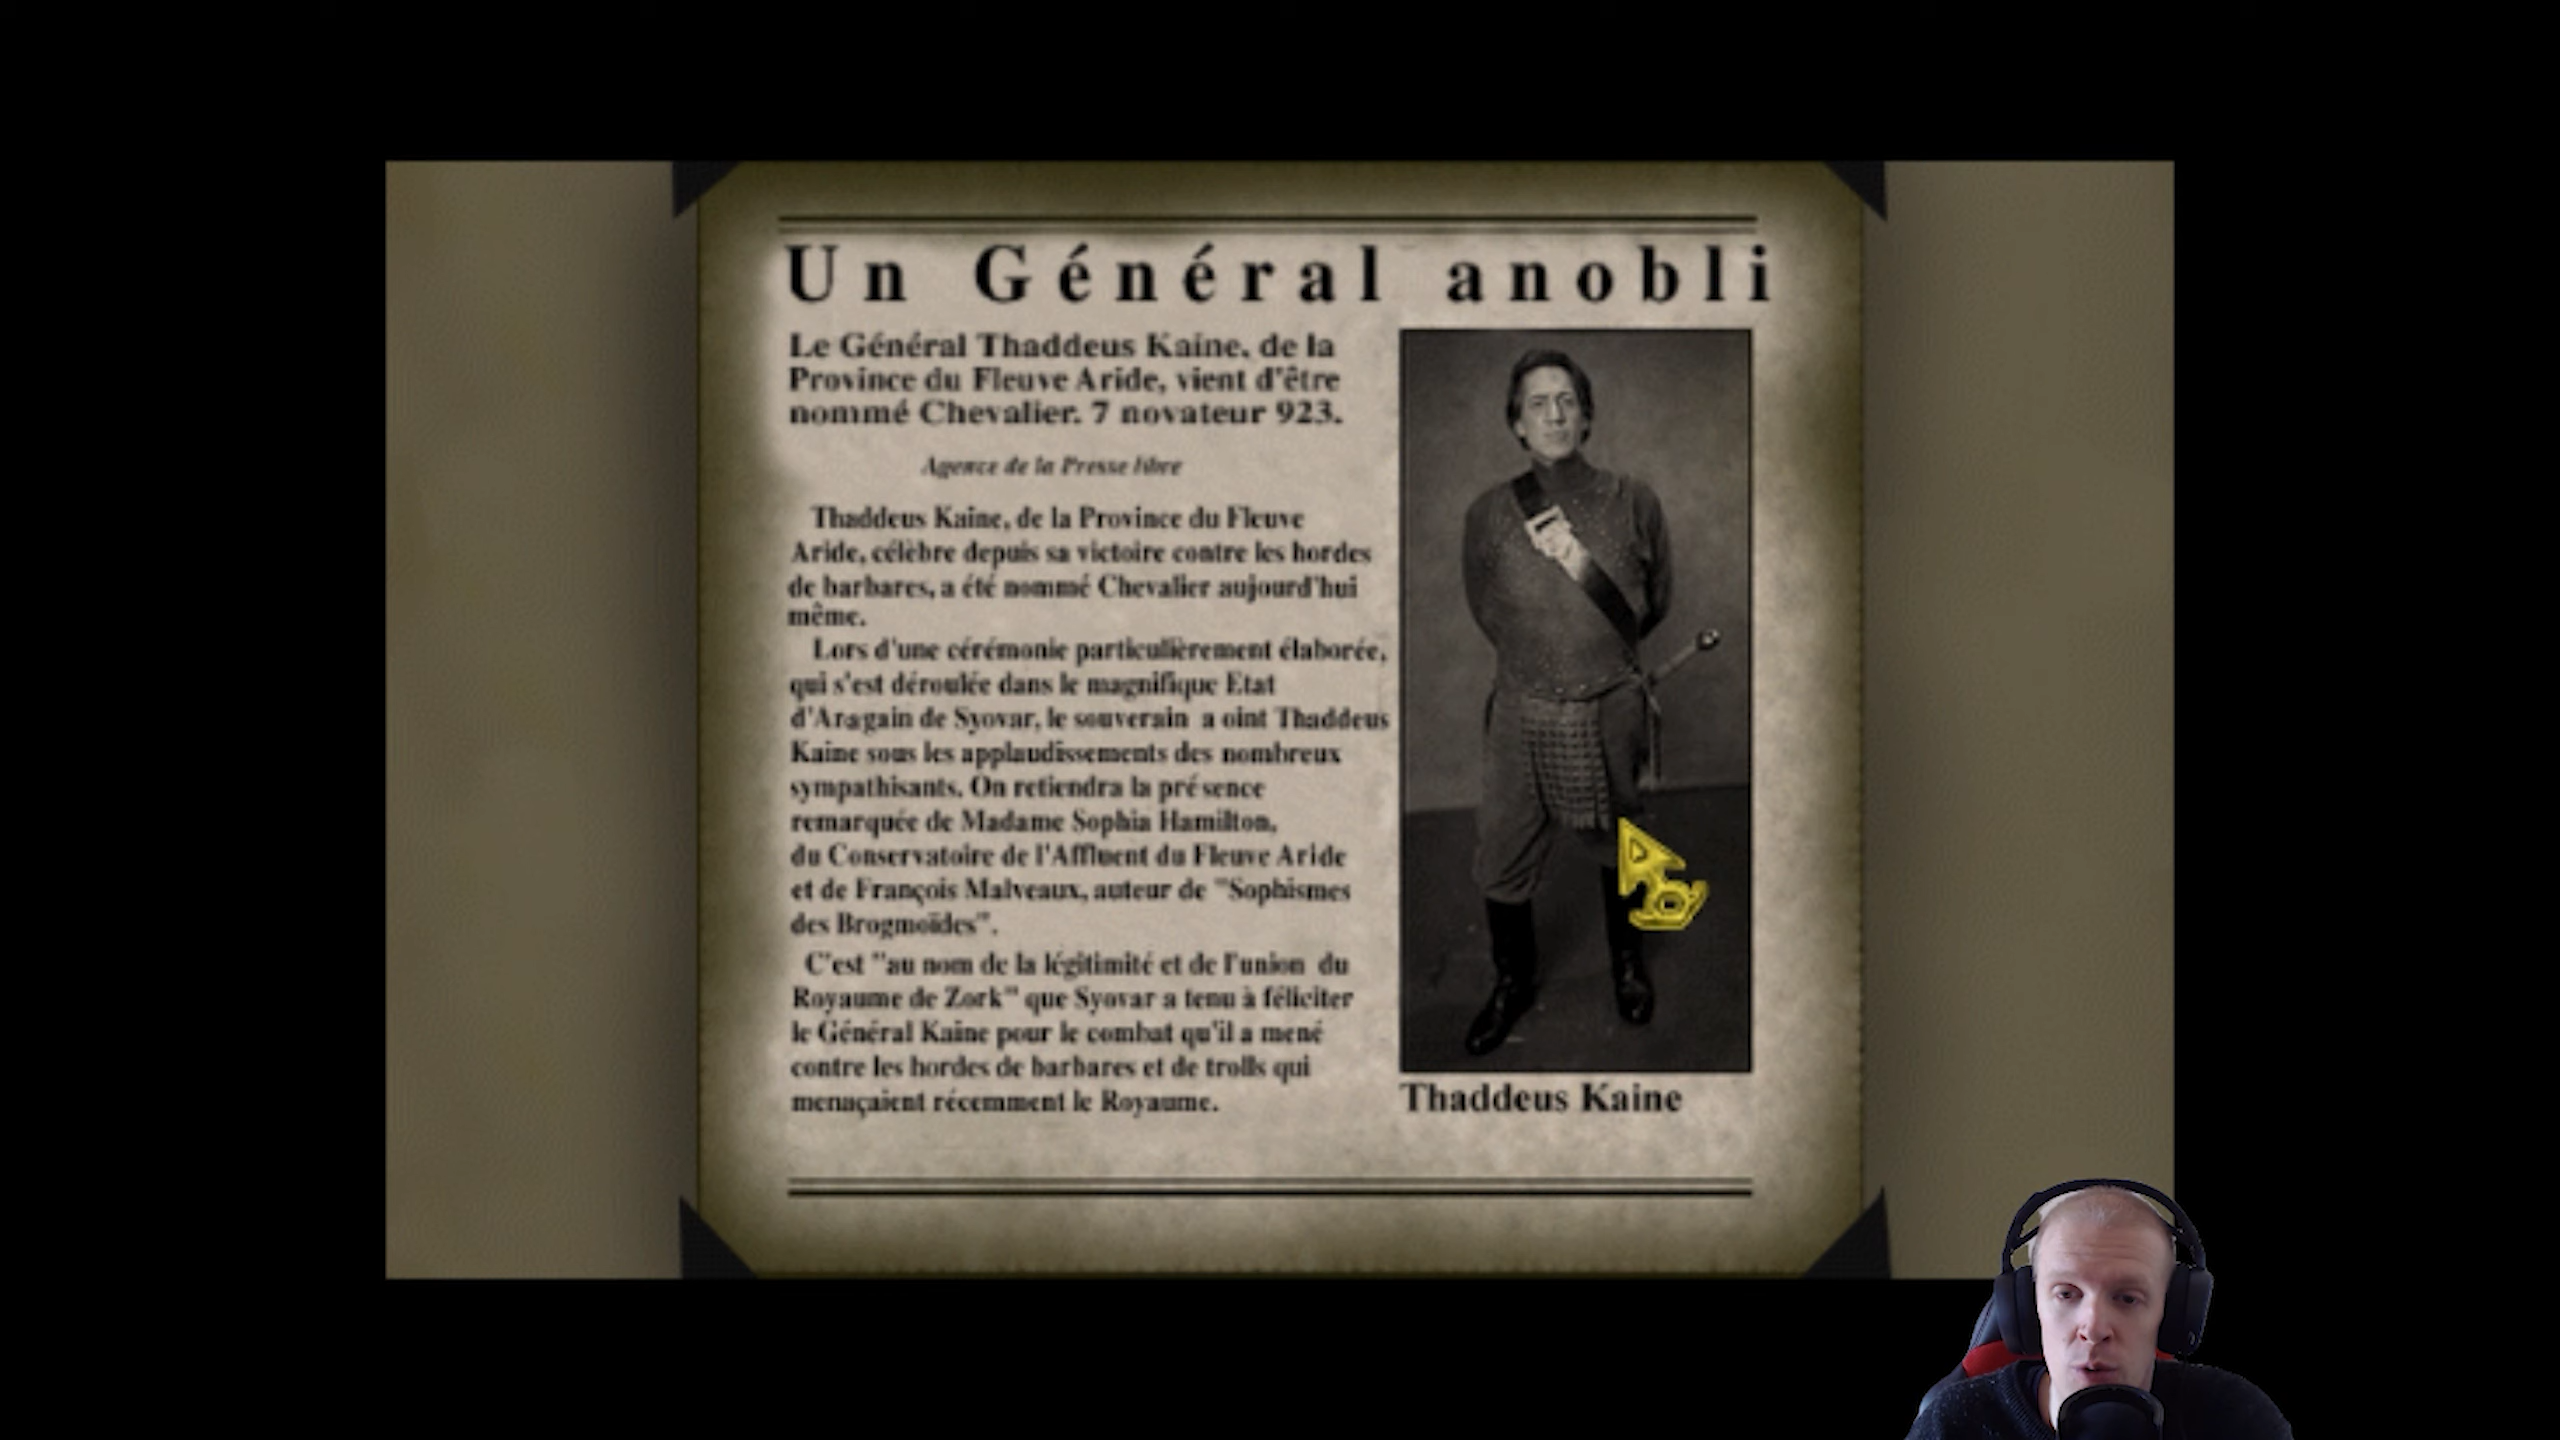 Un Général anobli
Le Général Thaddeus Kaine, de la
Province du Fleuve Aride, vient d'être
nommé Chevalier. 7 novateur 923.
Agence de la Presse libre
Thaddeus Kaine, de la Province du Fleuve
Aride, célèbre depuis sa victoire contre les hordes
de barbares, a été nommé Chevalier aujourd'hui
même.
Lors d'une cérémonie particulièrement élaborée,
qui s'est déroulée dans le magnifique Etat
d'Aragain de Syovar, le souverain a oint Thaddeus
Kaine sous les applaudissements des nombreux
sympathisants. On retiendra la présence
remarquée de Madame Sophia Hamilton,
du Conservatoire de l'Affluent du Fleuve Aride
et de François Malveaux, auteur de "Sophismes
des Brogmoïdes".
C'est "au nom de la légitimité et de l'union du
Royaume de Zork" que Syovar a tenu à féliciter
le Général Kaine pour le combat qu'il a mené
contre les hordes de barbares et de trolls qui
menaçaient récemment le Royaume.
Thaddeus Kaine